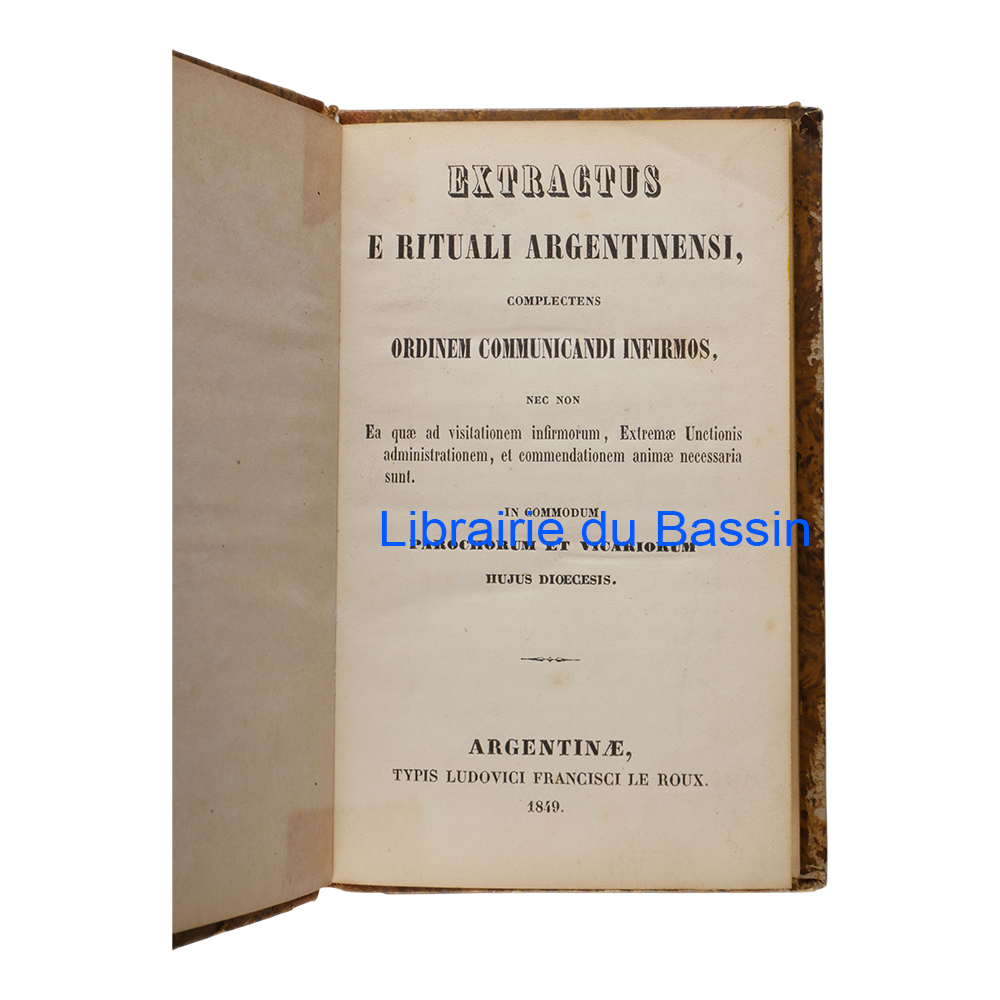 EXTRACTUS
E RITUALI ARGENTINENSI,
COMPLECTENS
ORDINEM COMMUNICANDI INFIRMOS,
NEC NON
Ea quæ ad visitationem infirmorum, Extremæ Unctionis
administrationem, et commendationem animæ necessaria
sunt.
IN COMMODUM
Librairie du Bassin
PAROCHORUM ET VICARIORUM
HUJUS DIŒCESIS.
ARGENTINÆ,
TYPIS LUDOVICI FRANCISCI LE ROUX.
1849.